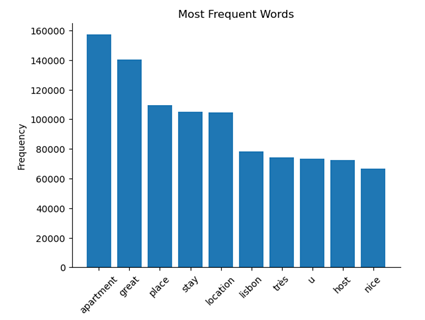 Most Frequent Words
Frequency
160000
140000
120000
100000
80000
60000
40000
20000
0
apartment
great
place
stay
location
lisbon
très
u
host
nice